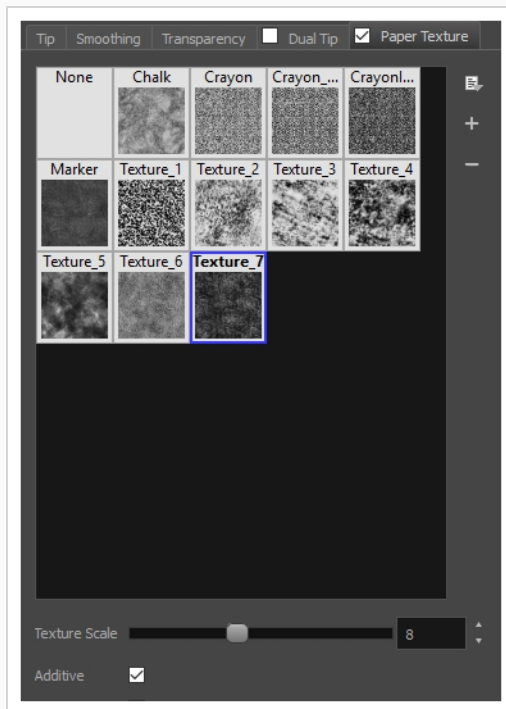 Tip Smoothing Transparency Dual Tip Paper Texture
None Chalk Crayon Crayon_... Crayonl...
Marker Texture_1 Texture_2 Texture_3 Texture_4
Texture_5 Texture_6 Texture_7
Texture Scale 8
Additive